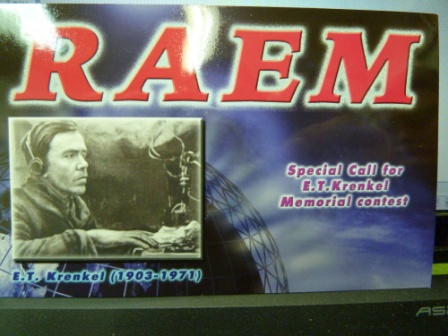 RAEM
Special Call for
E.T.Krenkel
Memorial contest
E.T. Krenkel (1903-1971)